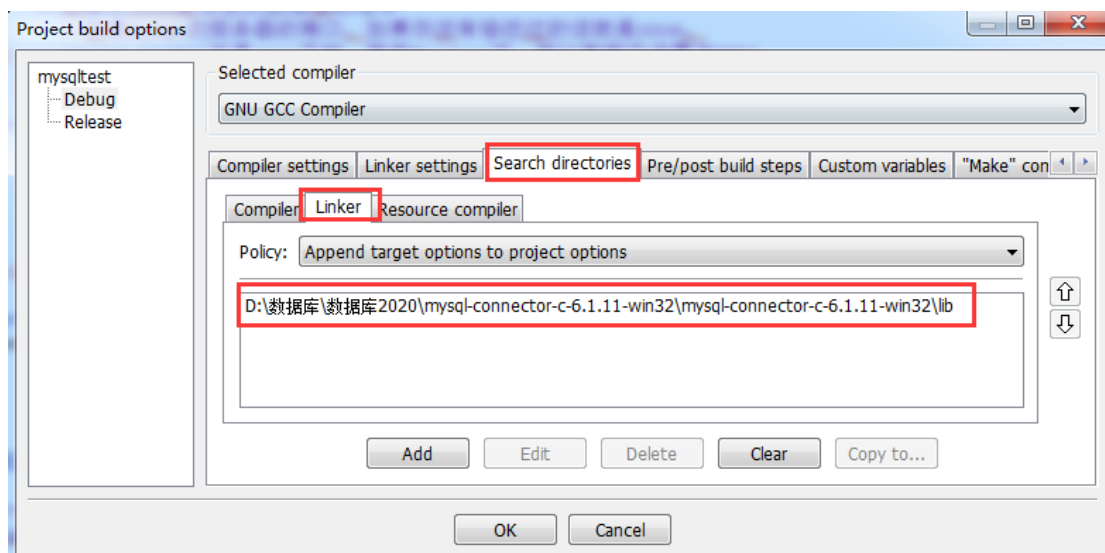 Project build options
mysqltest
Debug
Release
Selected compiler
GNU GCC Compiler
Compiler settings Linker settings Search directories Pre/post build steps Custom variables "Make" con
Compiler Linker Resource compiler
Policy: Append target options to project options
D:\数据库\数据库2020\mysql-connector-c-6.1.11-win32\mysql-connector-c-6.1.11-win32\lib
Add Edit Delete Clear Copy to...
OK Cancel